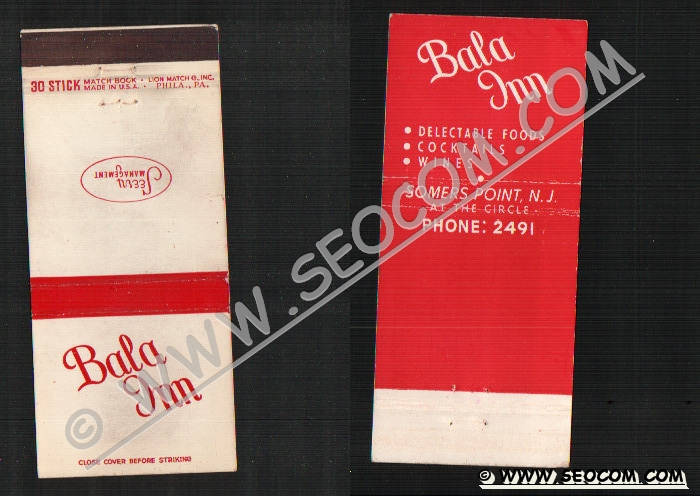 30 STICK MATCH BOOK · LION MATCH CO., INC.
MADE IN U.S.A. · PHILA., PA.
MANAGEMENT
Bala
Inn
CLOSE COVER BEFORE STRIKING
Bala
Inn
• DELECTABLE FOODS
• COCKTAILS
• WINES
SOMERS POINT, N.J.
AT THE CIRCLE
PHONE: 2491
© WWW.SEOCOM.COM
© WWW.SEOCOM.COM